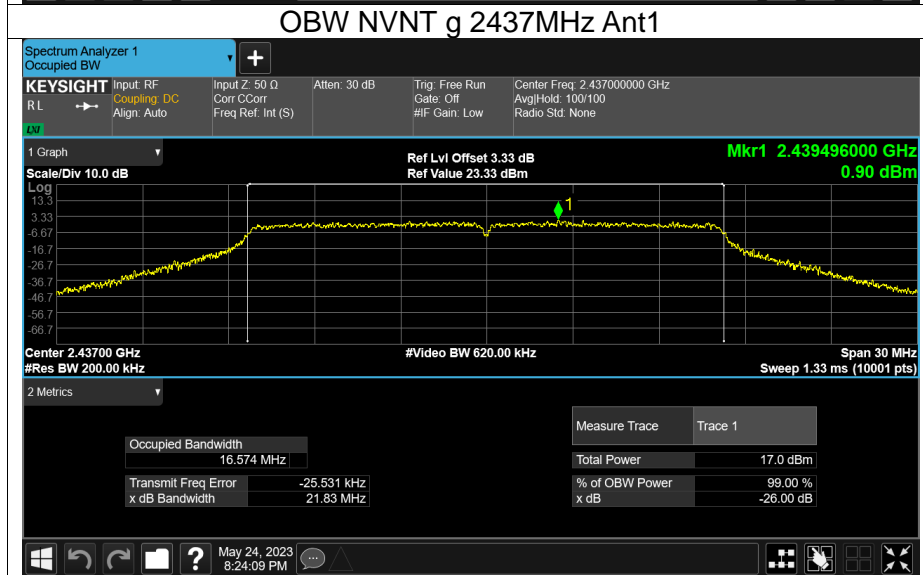 OBW NVNT g 2437MHz Ant1
Spectrum Analyzer 1
Occupied BW
+
KEYSIGHT Input: RF Input Z: 50 Ω Atten: 30 dB Trig: Free Run Center Freq: 2.437000000 GHz
RL Coupling: DC Corr CCorr Gate: Off Avg|Hold: 100/100
Align: Auto Freq Ref: Int (S) #IF Gain: Low Radio Std: None
LXI
1 Graph Ref Lvl Offset 3.33 dB Mkr1 2.439496000 GHz
Scale/Div 10.0 dB Ref Value 23.33 dBm 0.90 dBm
Log
13.3
1
3.33
-6.67
-16.7
-26.7
-36.7
-46.7
-56.7
-66.7
Center 2.43700 GHz #Video BW 620.00 kHz Span 30 MHz
#Res BW 200.00 kHz Sweep 1.33 ms (10001 pts)
2 Metrics
Measure Trace Trace 1
Occupied Bandwidth
16.574 MHz Total Power 17.0 dBm
Transmit Freq Error -25.531 kHz % of OBW Power 99.00 %
x dB Bandwidth 21.83 MHz x dB -26.00 dB
? May 24, 2023
8:24:09 PM